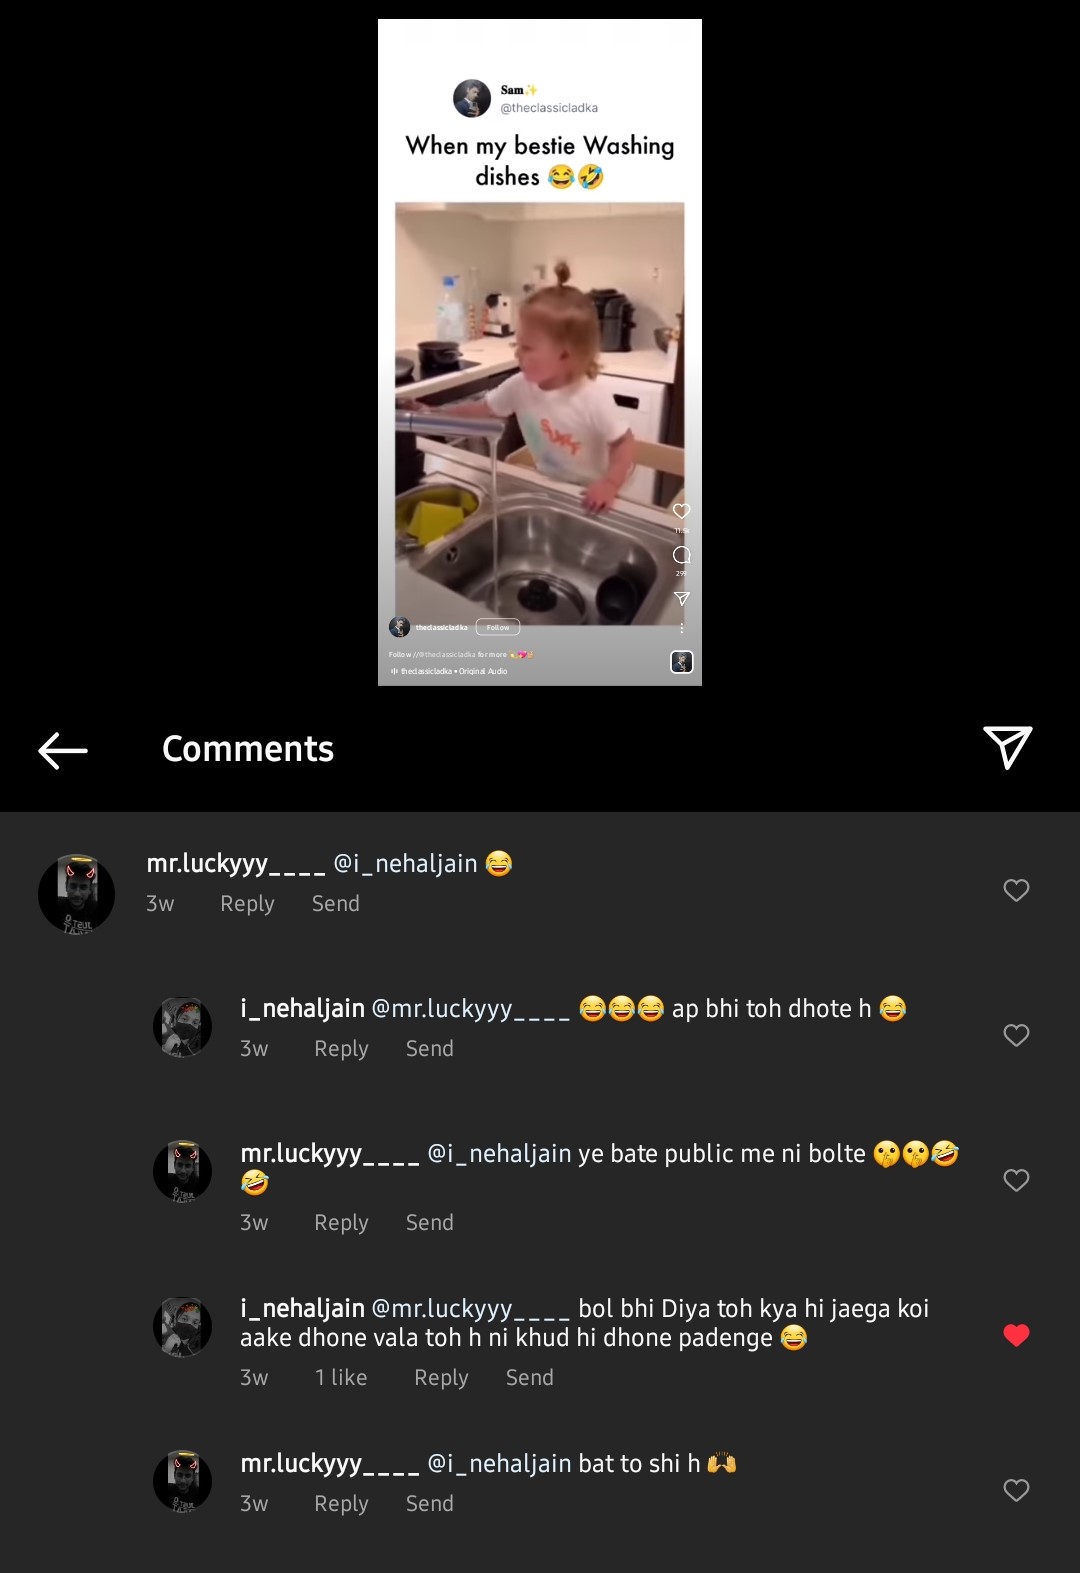 Sam✨
@theclassicladka
When my bestie Washing
dishes 😂🤣
SURF
11.5k
299
theclassicladka Follow
Follow //@theclassicladka for more
theclassicladka • Original Audio
Comments
mr.luckyyy____ @i_nehaljain 😂
3w Reply Send
i_nehaljain @mr.luckyyy____ 😂😂😂 ap bhi toh dhote h 😂
3w Reply Send
mr.luckyyy____ @i_nehaljain ye bate public me ni bolte 🤫🤫🤣
🤣
3w Reply Send
i_nehaljain @mr.luckyyy____ bol bhi Diya toh kya hi jaega koi
aake dhone vala toh h ni khud hi dhone padenge 😂
3w 1 like Reply Send
mr.luckyyy____ @i_nehaljain bat to shi h 🙌
3w Reply Send